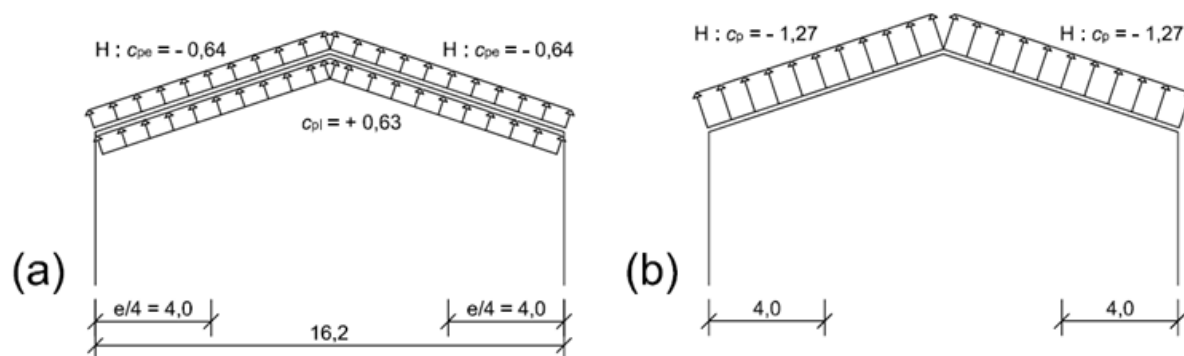 H : cpe = - 0,64
H : cpe = - 0,64
cpl = + 0,63
(a)
e/4 = 4,0
e/4 = 4,0
16,2
H : cp = - 1,27
H : cp = - 1,27
(b)
4,0
4,0